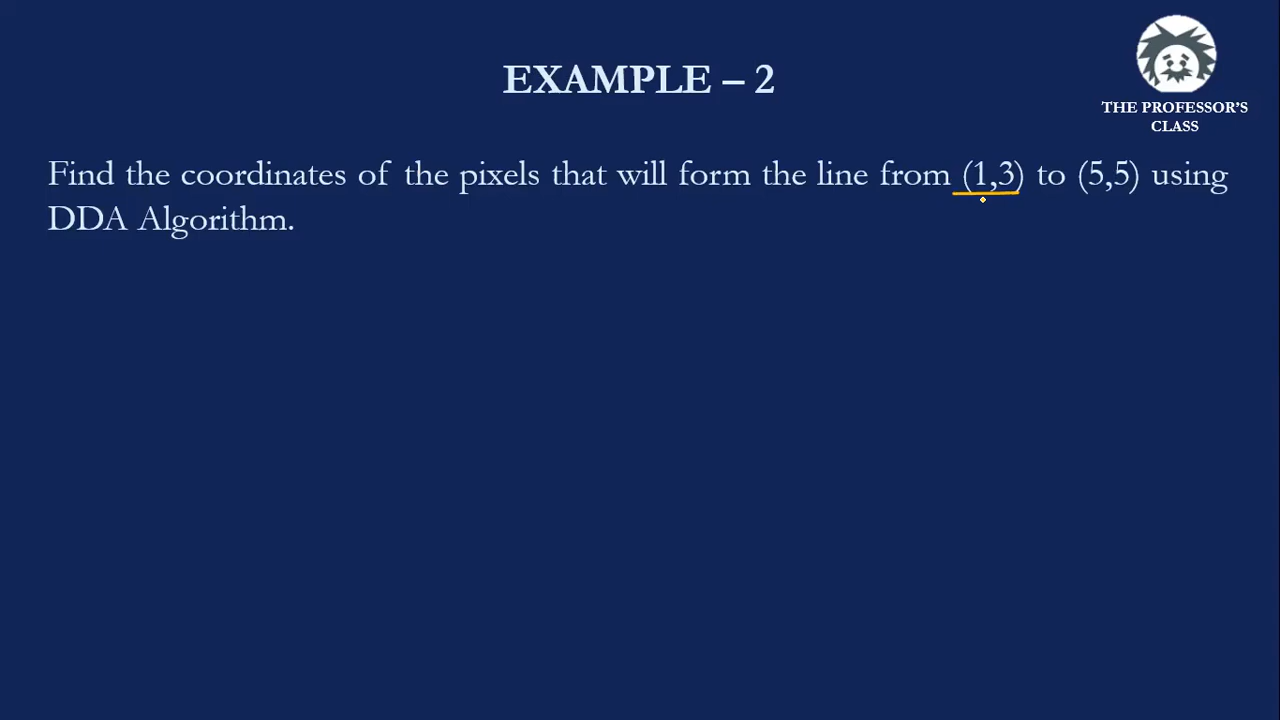 EXAMPLE – 2
THE PROFESSOR'S
CLASS
Find the coordinates of the pixels that will form the line from (1,3) to (5,5) using
DDA Algorithm.